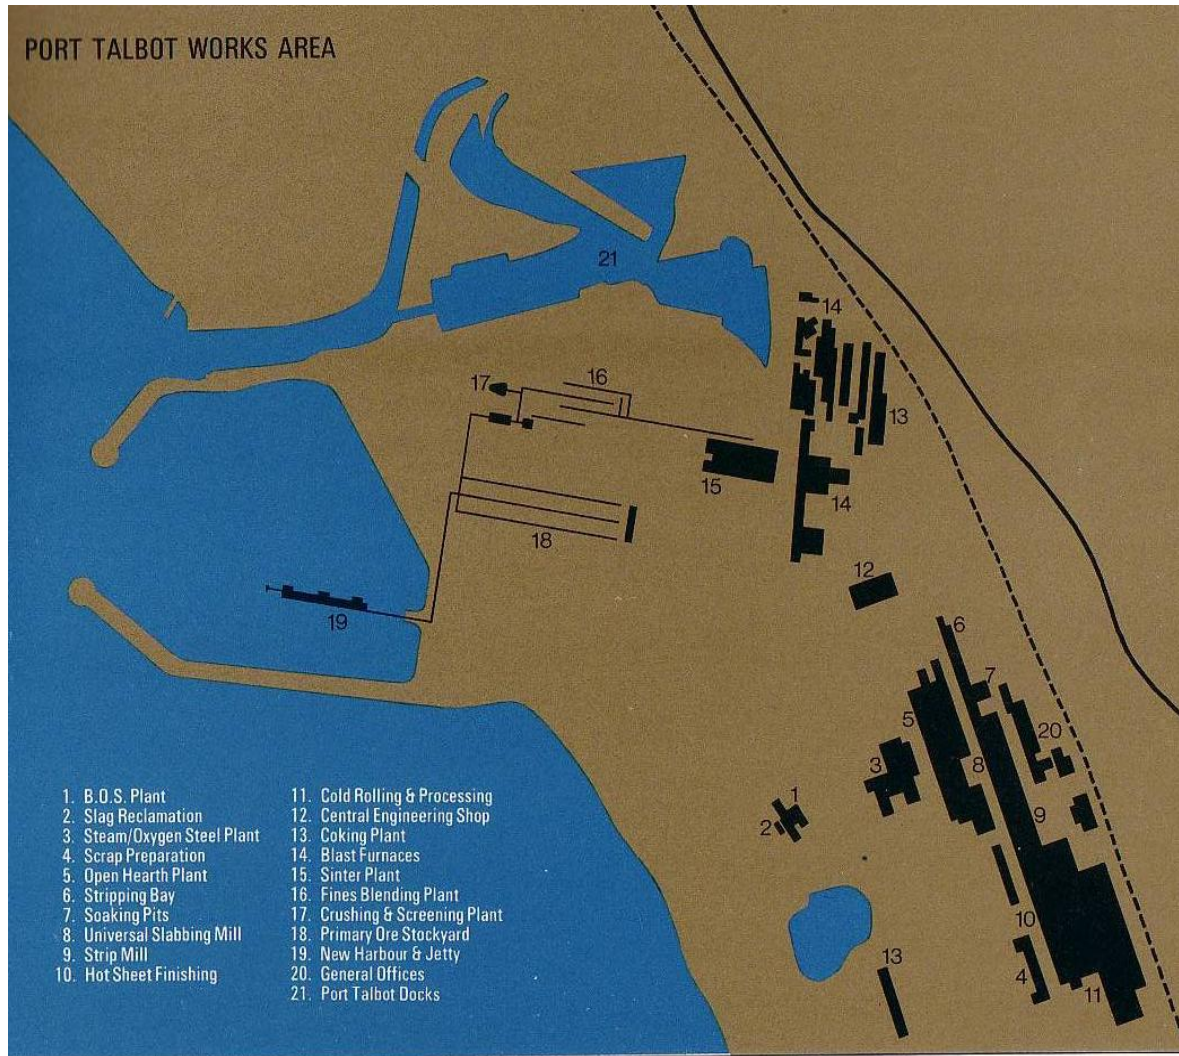 PORT TALBOT WORKS AREA
21
14
17
16
13
15
14
18
12
19
6
7
5
20
3
8
1
2
9
10
13
4
11
1. B.O.S. Plant
2. Slag Reclamation
3. Steam/Oxygen Steel Plant
4. Scrap Preparation
5. Open Hearth Plant
6. Stripping Bay
7. Soaking Pits
8. Universal Slabbing Mill
9. Strip Mill
10. Hot Sheet Finishing
11. Cold Rolling & Processing
12. Central Engineering Shop
13. Coking Plant
14. Blast Furnaces
15. Sinter Plant
16. Fines Blending Plant
17. Crushing & Screening Plant
18. Primary Ore Stockyard
19. New Harbour & Jetty
20. General Offices
21. Port Talbot Docks